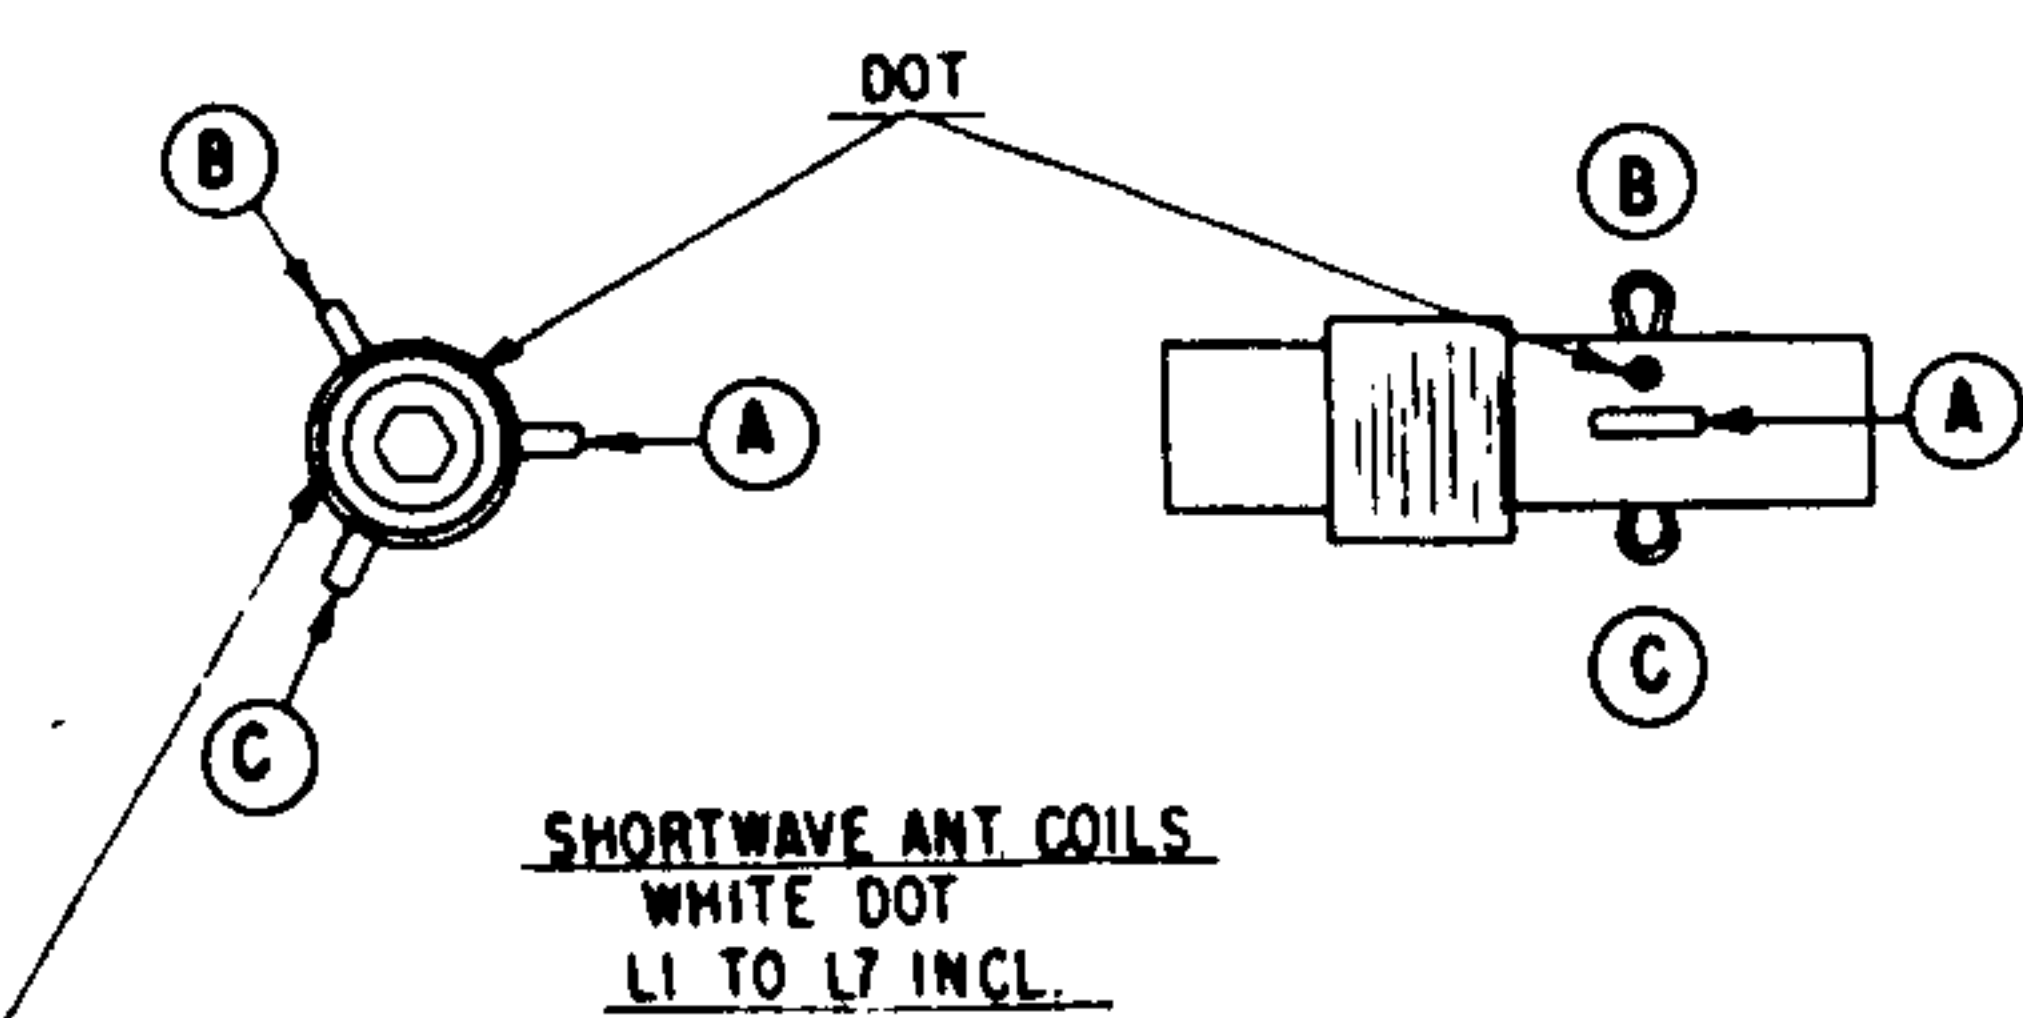 DOT
B
B
A
A
C
C
SHORTWAVE ANT COILS
WHITE DOT
L1 TO L7 INCL.